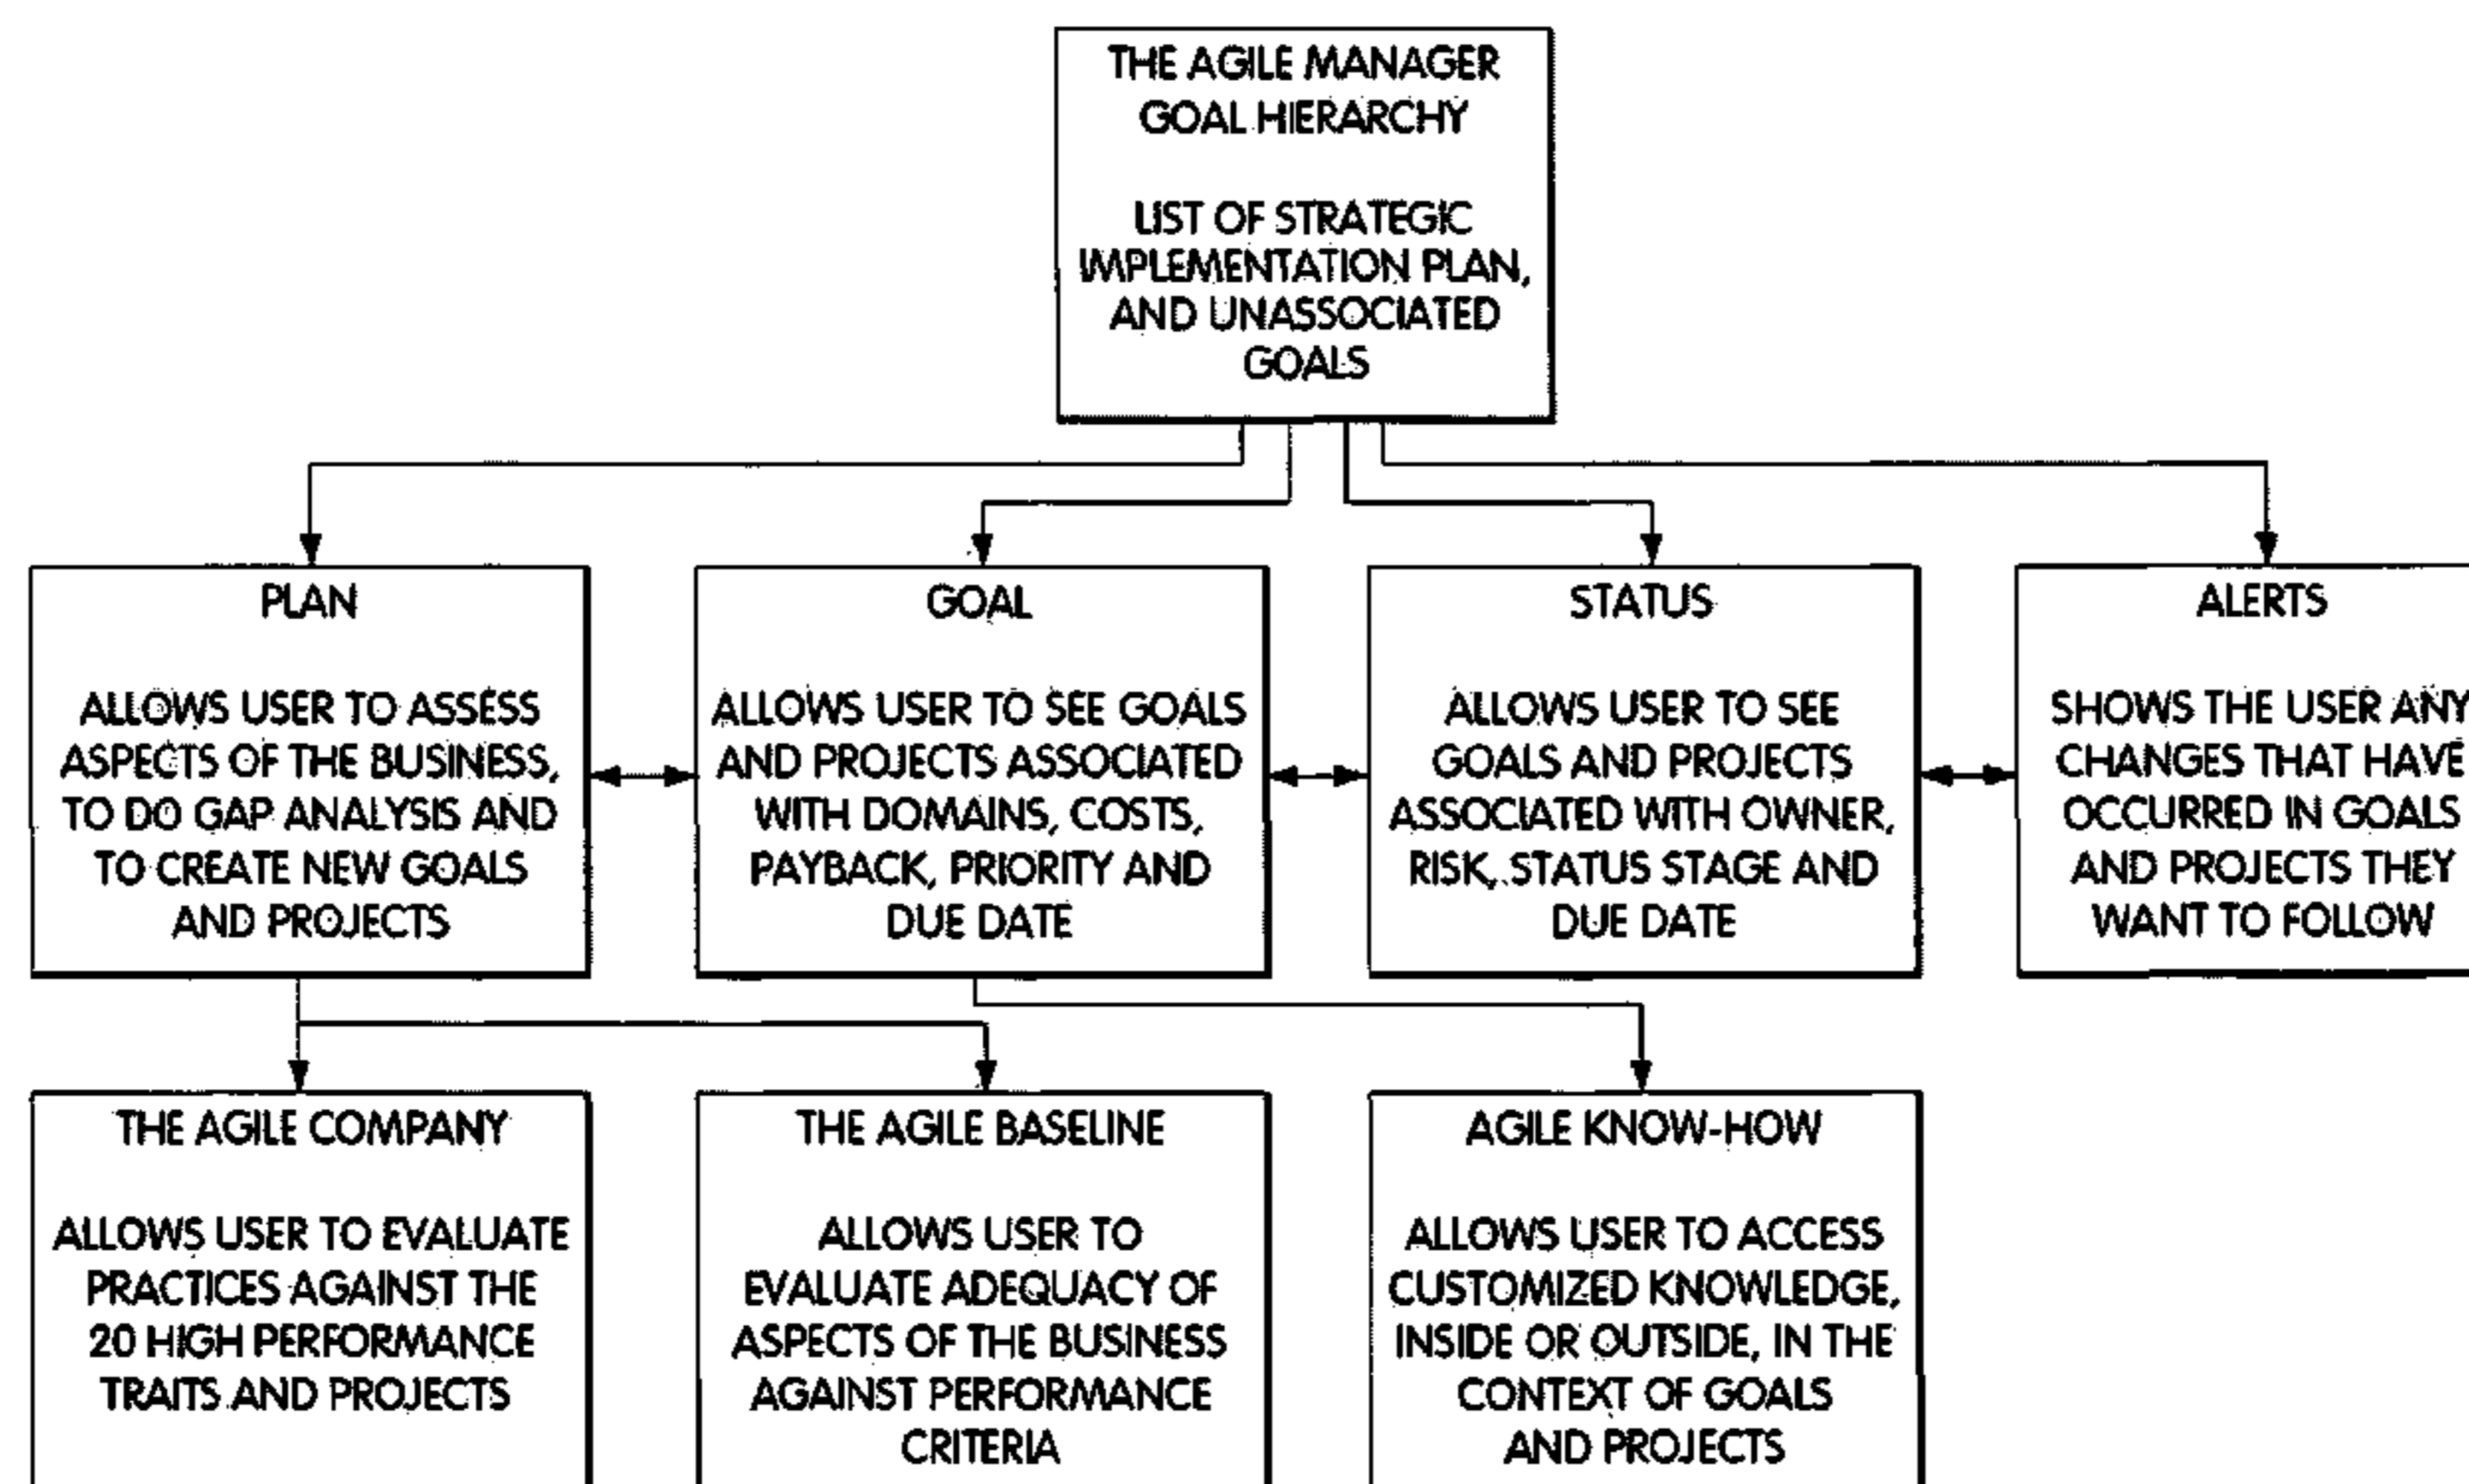 THE AGILE MANAGER
GOAL HIERARCHY
LIST OF STRATEGIC
IMPLEMENTATION PLAN,
AND UNASSOCIATED
GOALS
PLAN
ALLOWS USER TO ASSESS
ASPECTS OF THE BUSINESS,
TO DO GAP ANALYSIS AND
TO CREATE NEW GOALS
AND PROJECTS
GOAL
ALLOWS USER TO SEE GOALS
AND PROJECTS ASSOCIATED
WITH DOMAINS, COSTS,
PAYBACK, PRIORITY AND
DUE DATE
STATUS
ALLOWS USER TO SEE
GOALS AND PROJECTS
ASSOCIATED WITH OWNER,
RISK, STATUS STAGE AND
DUE DATE
ALERTS
SHOWS THE USER ANY
CHANGES THAT HAVE
OCCURRED IN GOALS
AND PROJECTS THEY
WANT TO FOLLOW
THE AGILE COMPANY
ALLOWS USER TO EVALUATE
PRACTICES AGAINST THE
20 HIGH PERFORMANCE
TRAITS AND PROJECTS
THE AGILE BASELINE
ALLOWS USER TO
EVALUATE ADEQUACY OF
ASPECTS OF THE BUSINESS
AGAINST PERFORMANCE
CRITERIA
AGILE KNOW-HOW
ALLOWS USER TO ACCESS
CUSTOMIZED KNOWLEDGE,
INSIDE OR OUTSIDE, IN THE
CONTEXT OF GOALS
AND PROJECTS